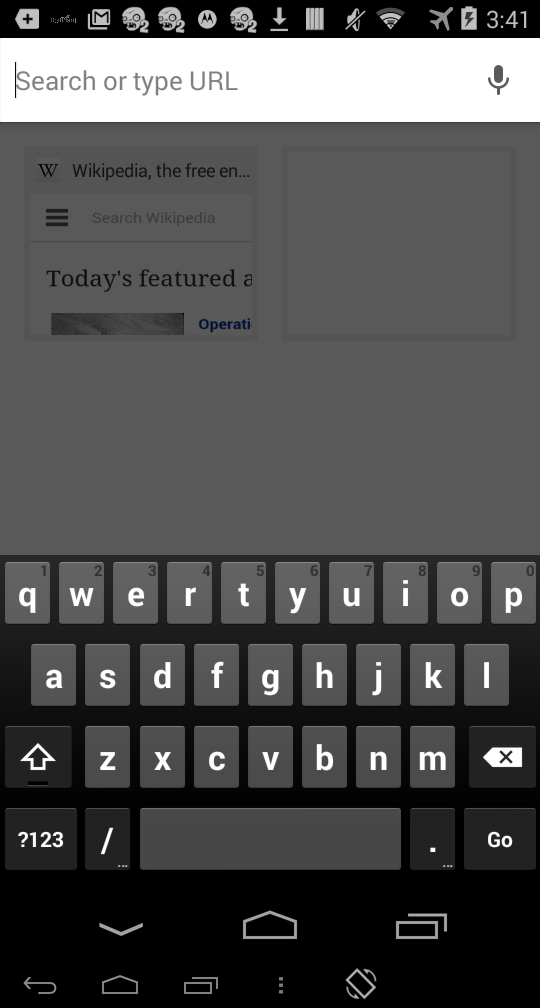 3:41
Search or type URL
W Wikipedia, the free en...
Search Wikipedia
Today's featured a
Operati
1 2 3 4 5 6 7 8 9 0
q w e r t y u i o p
a s d f g h j k l
z x c v b n m
?123 / ... . ... Go